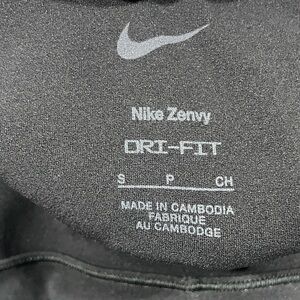 Nike Zenvy
DRI-FIT
S P CH
MADE IN CAMBODIA
FABRIQUE
AU CAMBODGE